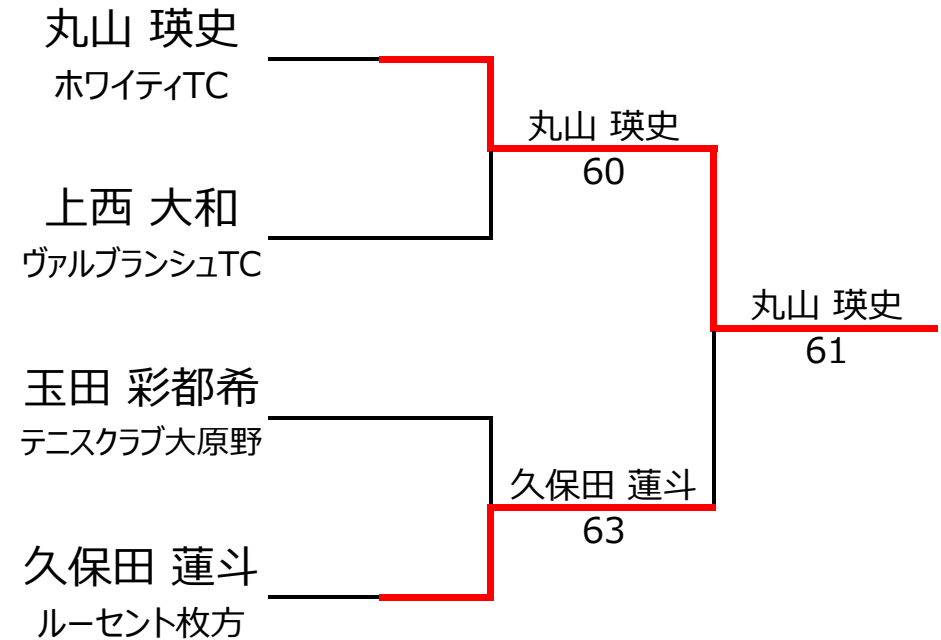 丸山 瑛史
ホワイティTC
上西 大和
ヴァルブランシュTC
玉田 彩都希
テニスクラブ大原野
久保田 蓮斗
ルーセント枚方
丸山 瑛史
60
久保田 蓮斗
63
丸山 瑛史
61